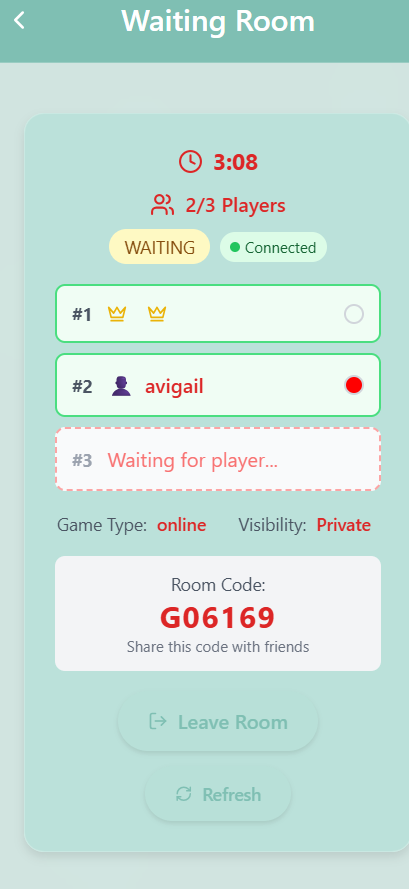 Waiting Room
3:08
2/3 Players
WAITING
Connected
#1
#2 avigail
#3 Waiting for player...
Game Type: online Visibility: Private
Room Code:
G06169
Share this code with friends
Leave Room
Refresh